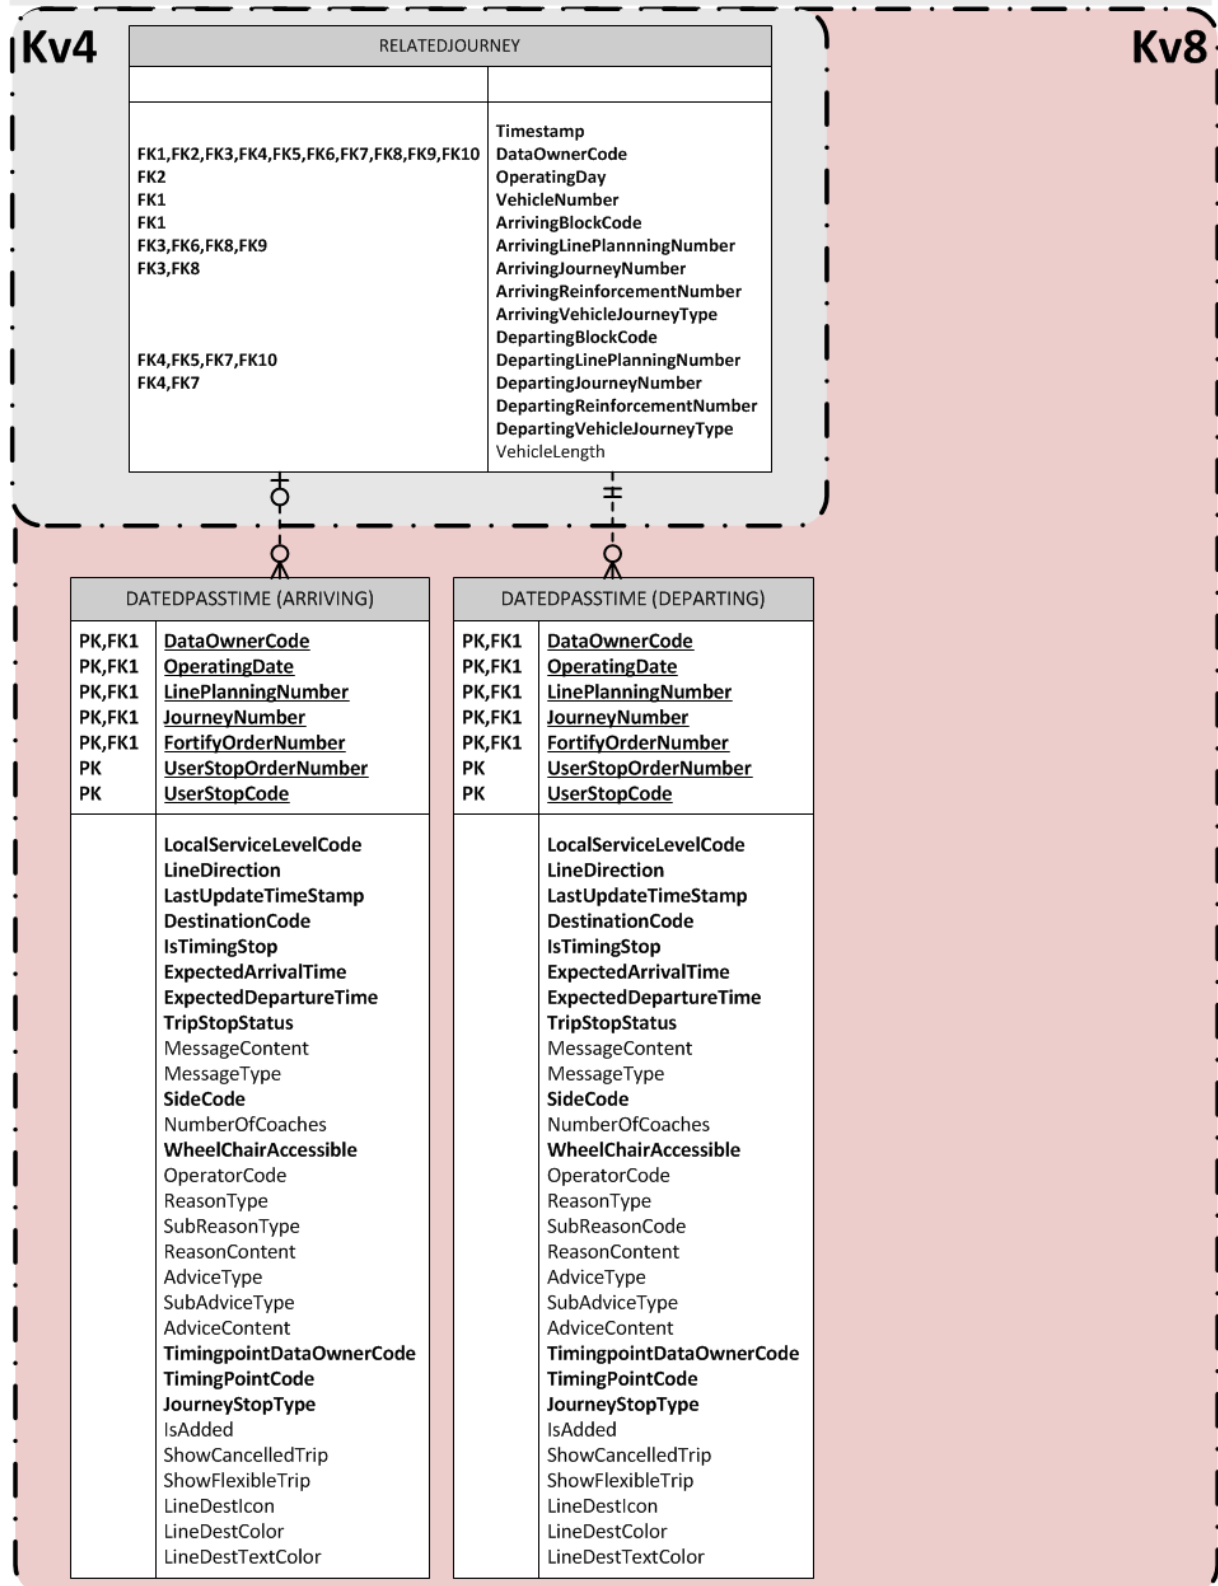 Kv4
Kv8
RELATEDJOURNEY
Timestamp
FK1,FK2,FK3,FK4,FK5,FK6,FK7,FK8,FK9,FK10 DataOwnerCode
FK2 OperatingDay
FK1 VehicleNumber
FK1 ArrivingBlockCode
FK3,FK6,FK8,FK9 ArrivingLinePlannningNumber
FK3,FK8 ArrivingJourneyNumber
ArrivingReinforcementNumber
ArrivingVehicleJourneyType
DepartingBlockCode
FK4,FK5,FK7,FK10 DepartingLinePlanningNumber
FK4,FK7 DepartingJourneyNumber
DepartingReinforcementNumber
DepartingVehicleJourneyType
VehicleLength
DATEDPASSTIME (ARRIVING)
PK,FK1 DataOwnerCode
PK,FK1 OperatingDate
PK,FK1 LinePlanningNumber
PK,FK1 JourneyNumber
PK,FK1 FortifyOrderNumber
PK UserStopOrderNumber
PK UserStopCode
LocalServiceLevelCode
LineDirection
LastUpdateTimeStamp
DestinationCode
IsTimingStop
ExpectedArrivalTime
ExpectedDepartureTime
TripStopStatus
MessageContent
MessageType
SideCode
NumberOfCoaches
WheelChairAccessible
OperatorCode
ReasonType
SubReasonType
ReasonContent
AdviceType
SubAdviceType
AdviceContent
TimingpointDataOwnerCode
TimingPointCode
JourneyStopType
IsAdded
ShowCancelledTrip
ShowFlexibleTrip
LineDestIcon
LineDestColor
LineDestTextColor
DATEDPASSTIME (DEPARTING)
PK,FK1 DataOwnerCode
PK,FK1 OperatingDate
PK,FK1 LinePlanningNumber
PK,FK1 JourneyNumber
PK,FK1 FortifyOrderNumber
PK UserStopOrderNumber
PK UserStopCode
LocalServiceLevelCode
LineDirection
LastUpdateTimeStamp
DestinationCode
IsTimingStop
ExpectedArrivalTime
ExpectedDepartureTime
TripStopStatus
MessageContent
MessageType
SideCode
NumberOfCoaches
WheelChairAccessible
OperatorCode
ReasonType
SubReasonCode
ReasonContent
AdviceType
SubAdviceType
AdviceContent
TimingpointDataOwnerCode
TimingPointCode
JourneyStopType
IsAdded
ShowCancelledTrip
ShowFlexibleTrip
LineDestIcon
LineDestColor
LineDestTextColor